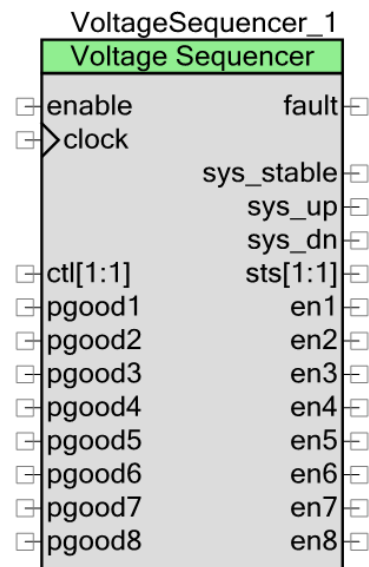 VoltageSequencer_1
Voltage Sequencer
enable fault
clock
sys_stable
sys_up
sys_dn
ctl[1:1] sts[1:1]
pgood1 en1
pgood2 en2
pgood3 en3
pgood4 en4
pgood5 en5
pgood6 en6
pgood7 en7
pgood8 en8